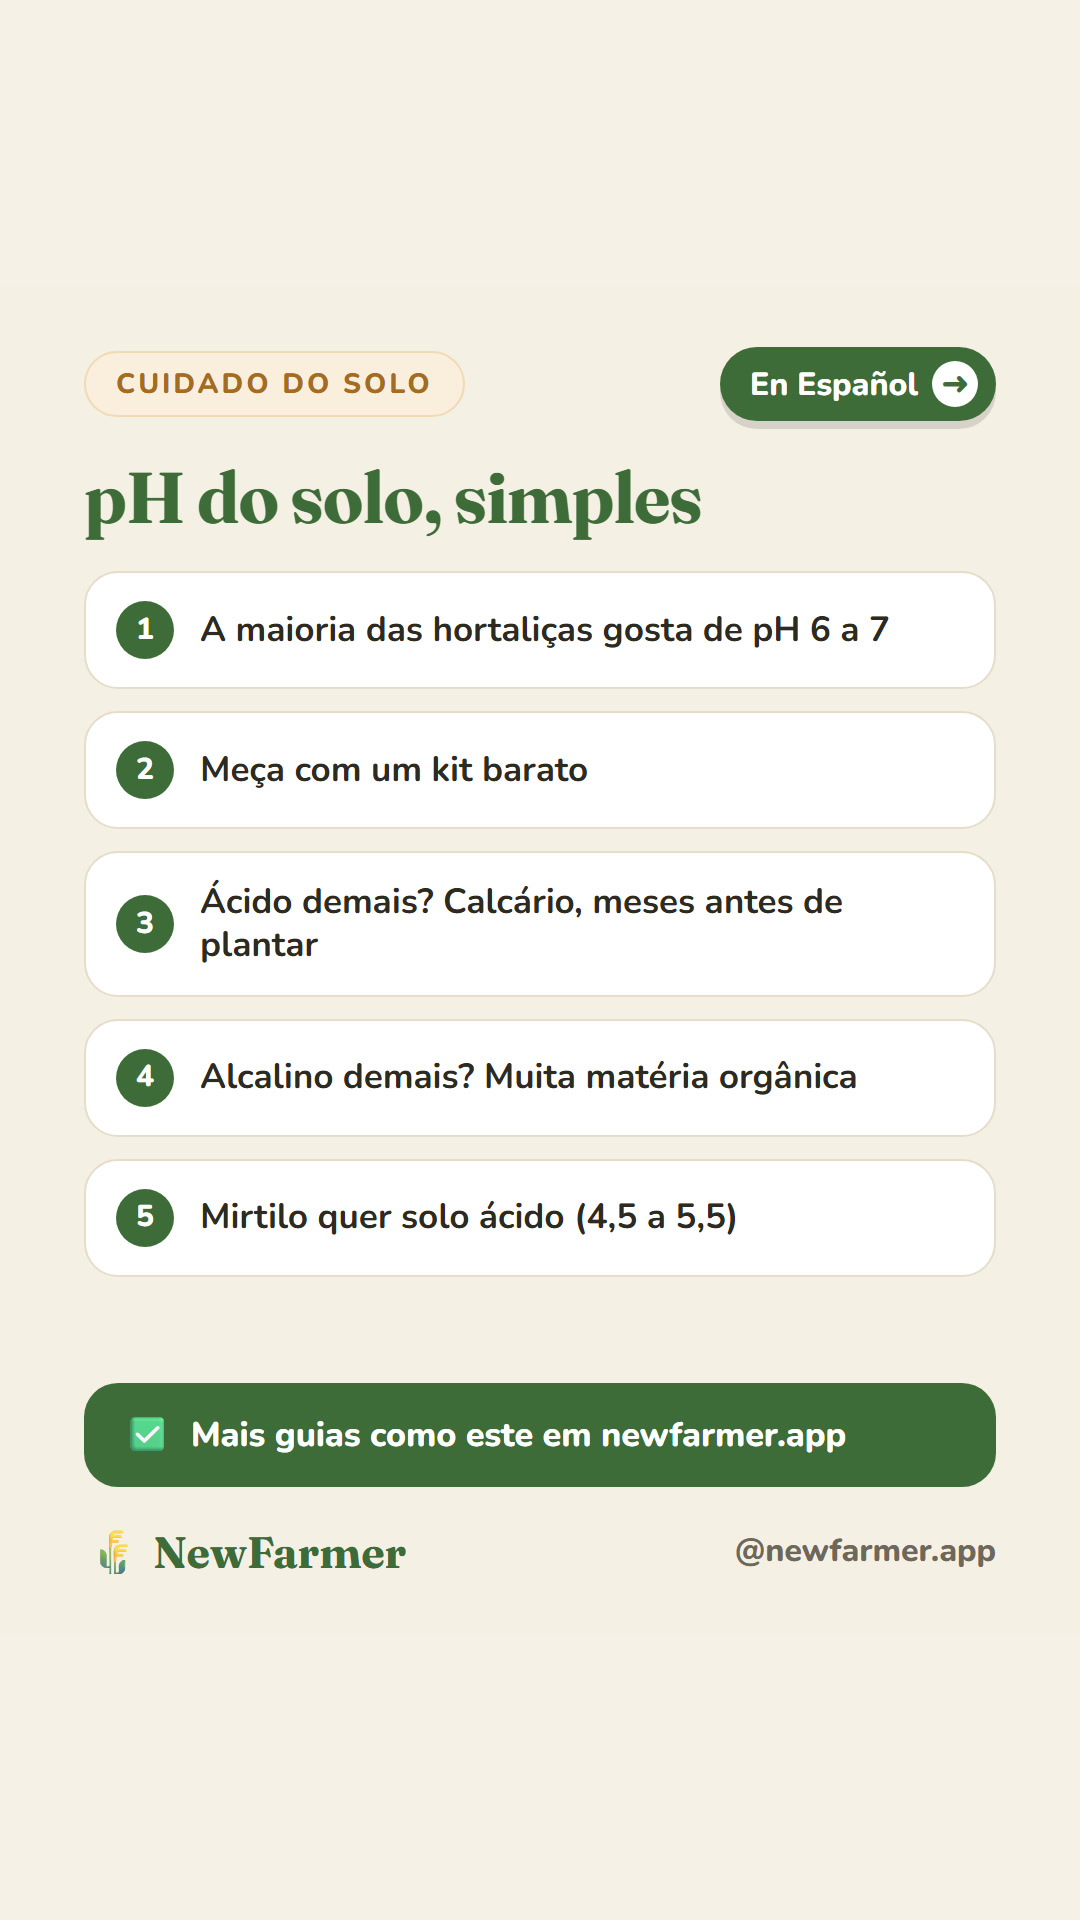 CUIDADO DO SOLO
En Español
pH do solo, simples
1 A maioria das hortaliças gosta de pH 6 a 7
2 Meça com um kit barato
3 Ácido demais? Calcário, meses antes de
plantar
4 Alcalino demais? Muita matéria orgânica
5 Mirtilo quer solo ácido (4,5 a 5,5)
Mais guias como este em newfarmer.app
NewFarmer
@newfarmer.app